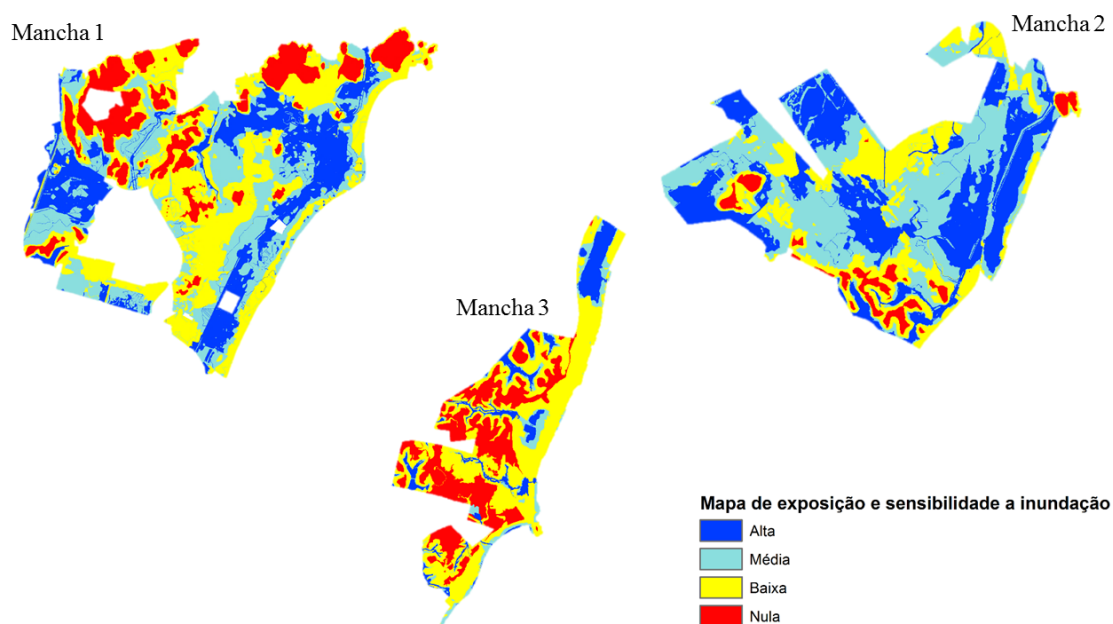 Mancha 1
Mancha 2
Mancha 3
Mapa de exposição e sensibilidade a inundação
Alta
Média
Baixa
Nula